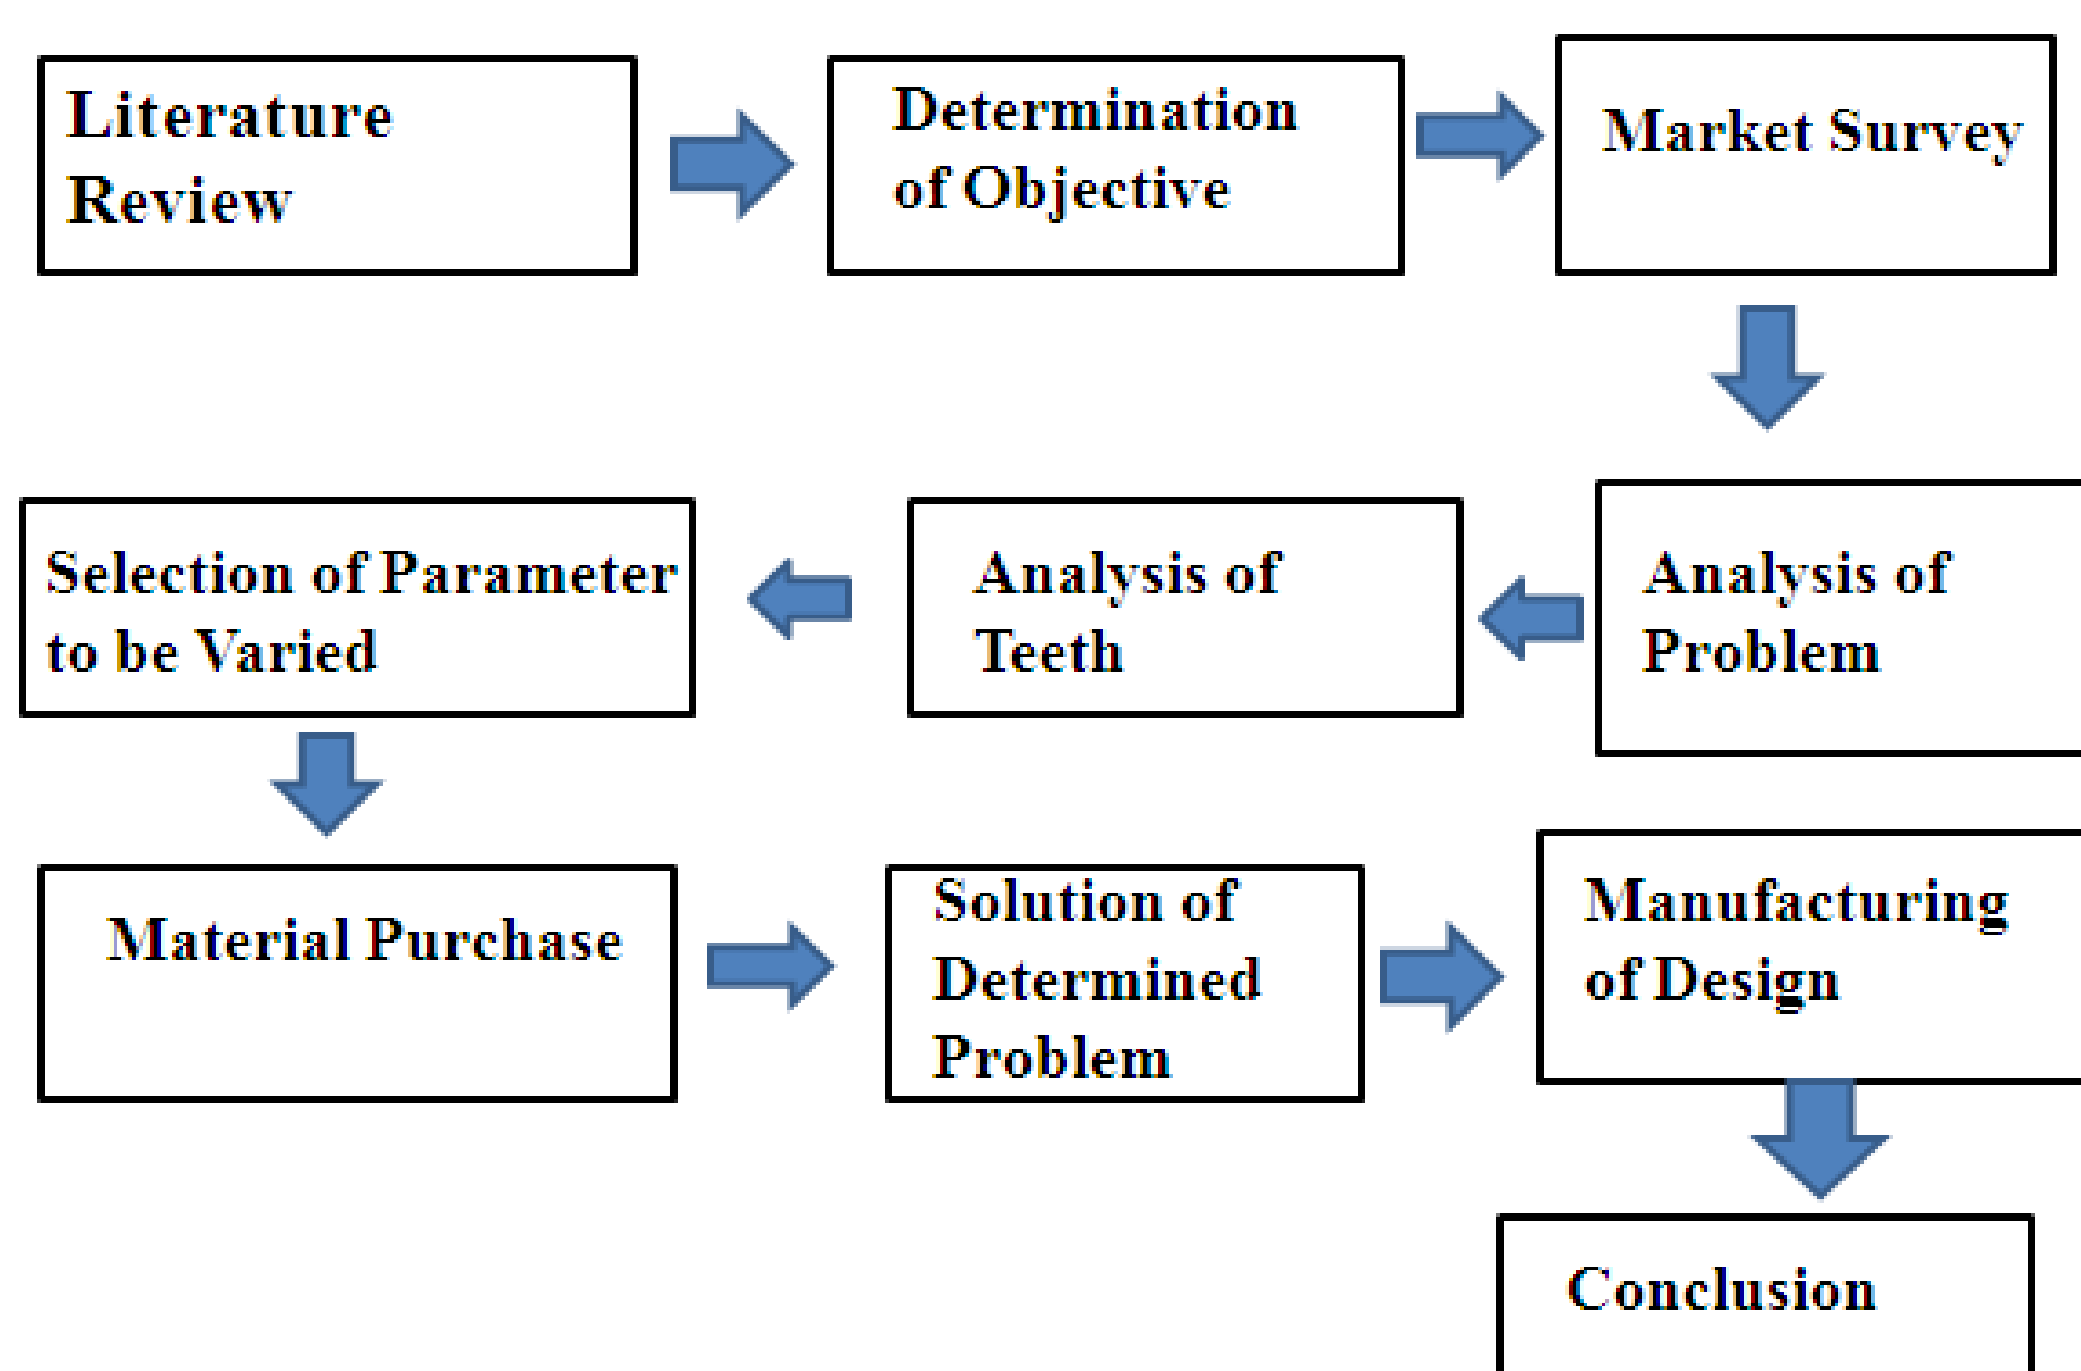 Literature
Review
Determination
of Objective
Market Survey
Analysis of
Problem
Analysis of
Teeth
Selection of Parameter
to be Varied
Material Purchase
Solution of
Determined
Problem
Manufacturing
of Design
Conclusion